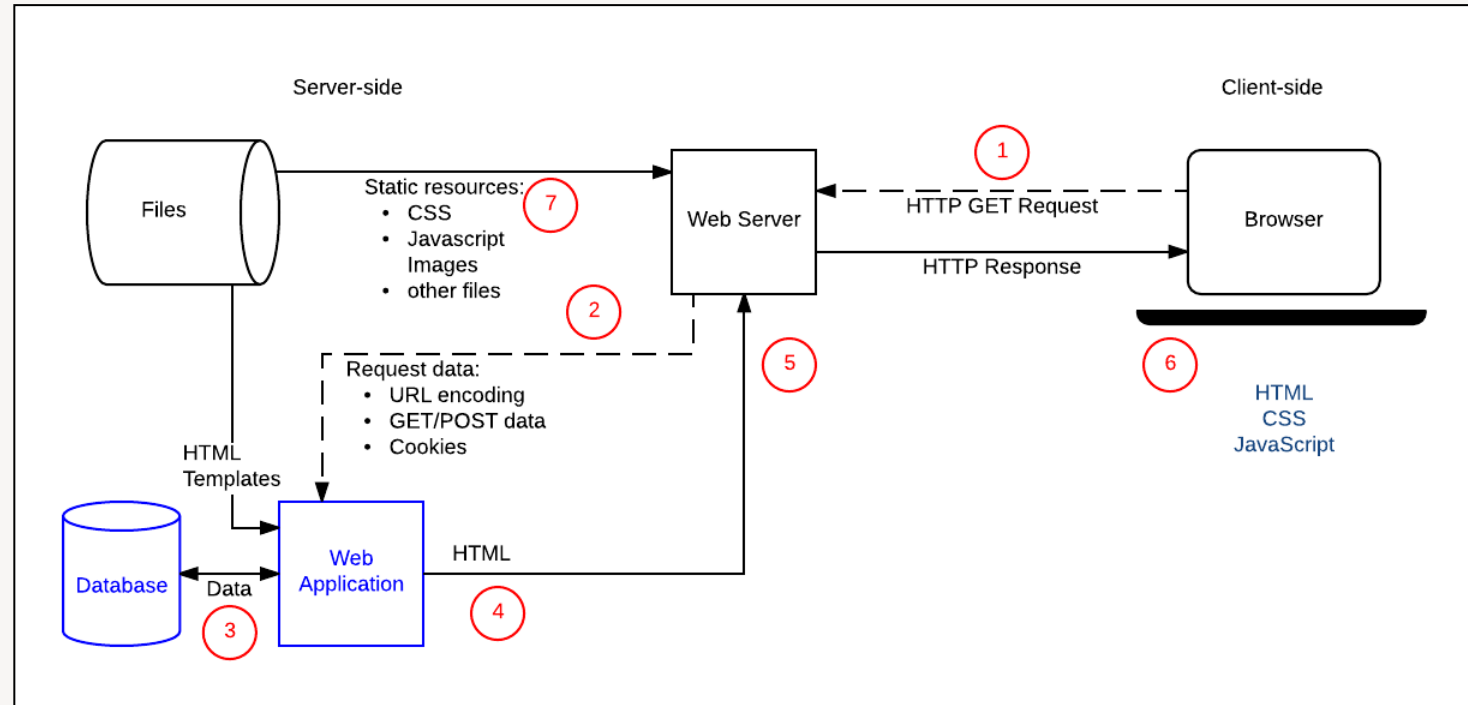 Server-side
Client-side
Files
Static resources:
• CSS
• Javascript
Images
• other files
7
Web Server
1
HTTP GET Request
HTTP Response
Browser
2
Request data:
• URL encoding
• GET/POST data
• Cookies
5
6
HTML
CSS
JavaScript
HTML
Templates
Database
Data
3
Web
Application
HTML
4